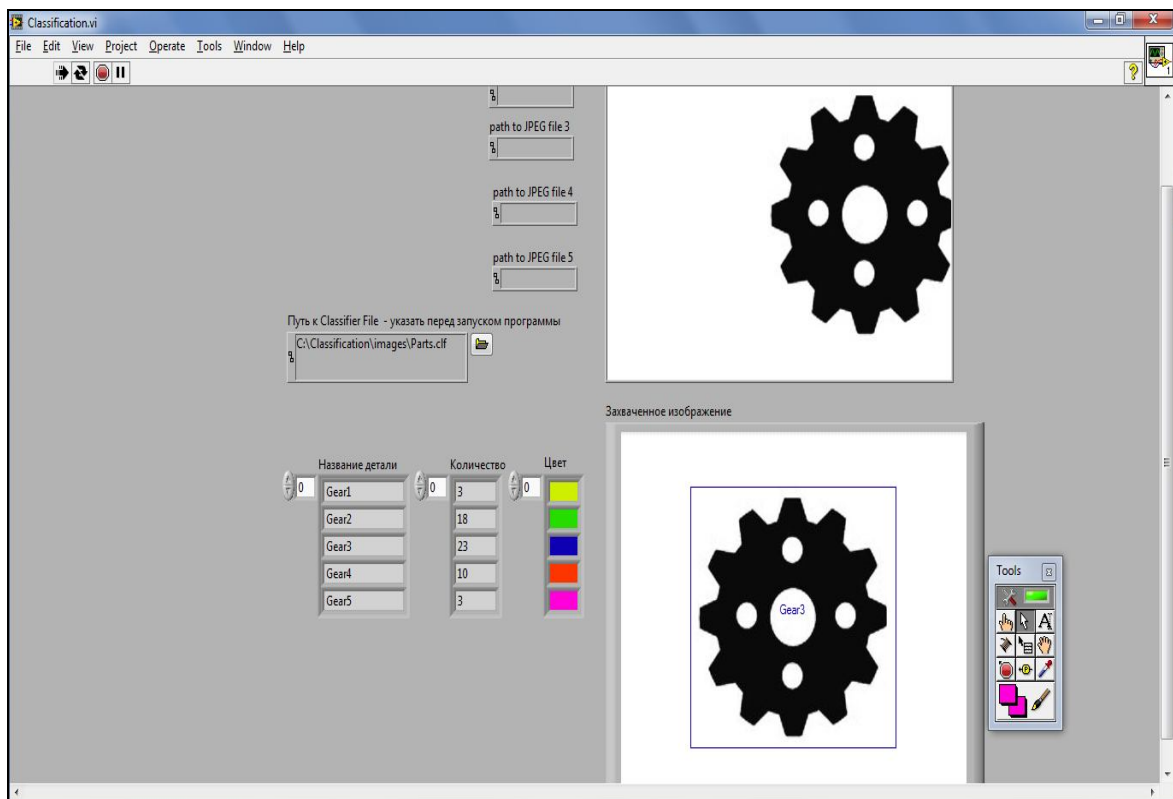 Classification.vi
File Edit View Project Operate Tools Window Help
1
path to JPEG file 3
path to JPEG file 4
path to JPEG file 5
Путь к Classifier File - указать перед запуском программы
C:\Classification\images\Parts.clf
Захваченное изображение
Название детали Количество Цвет
0 Gear1 0 3 0
Gear2 18
Gear3 23
Gear4 10
Gear5 3
Gear3
Tools